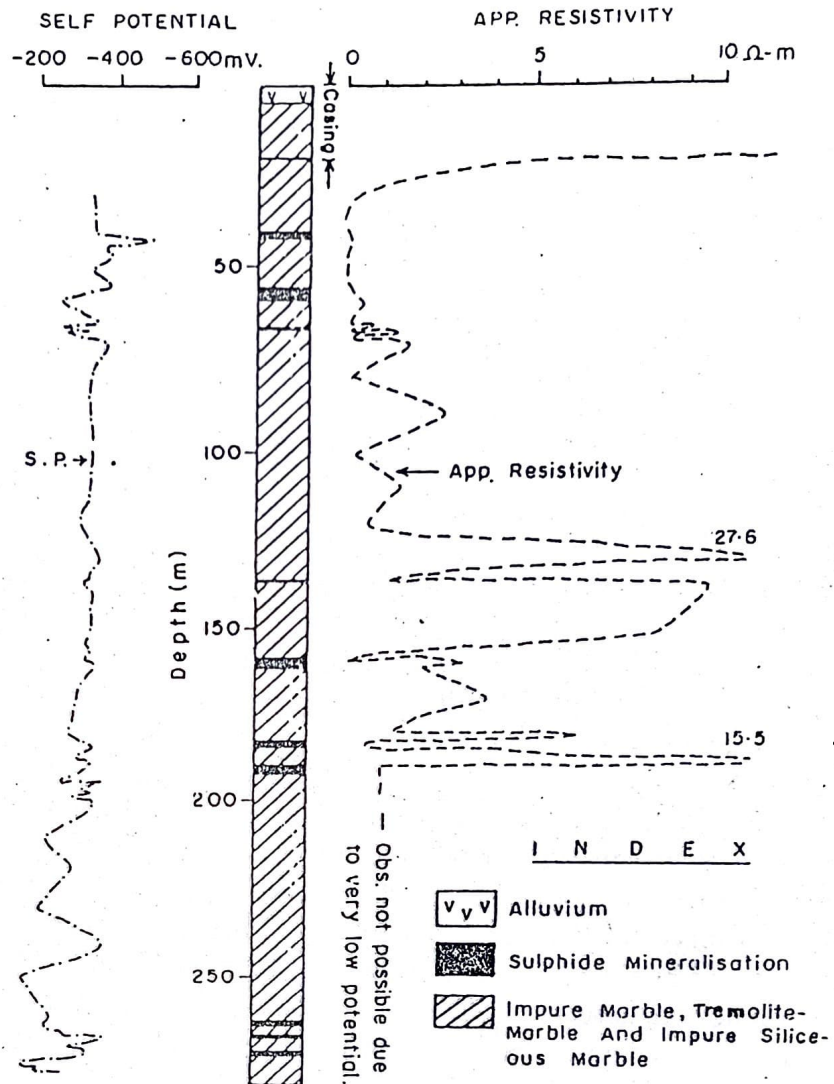 SELF POTENTIAL
-200 -400 -600mV.
APP. RESISTIVITY
0 5 10 Ω-m
V V
Casing
50
100
150
200
250
Depth (m)
S.P.→
← App. Resistivity
27.6
15.5
— Obs. not possible due
to very low potential.
I N D E X
V V V Alluvium
Sulphide Mineralisation
Impure Marble, Tremolite-
Marble And Impure Silice-
ous Marble